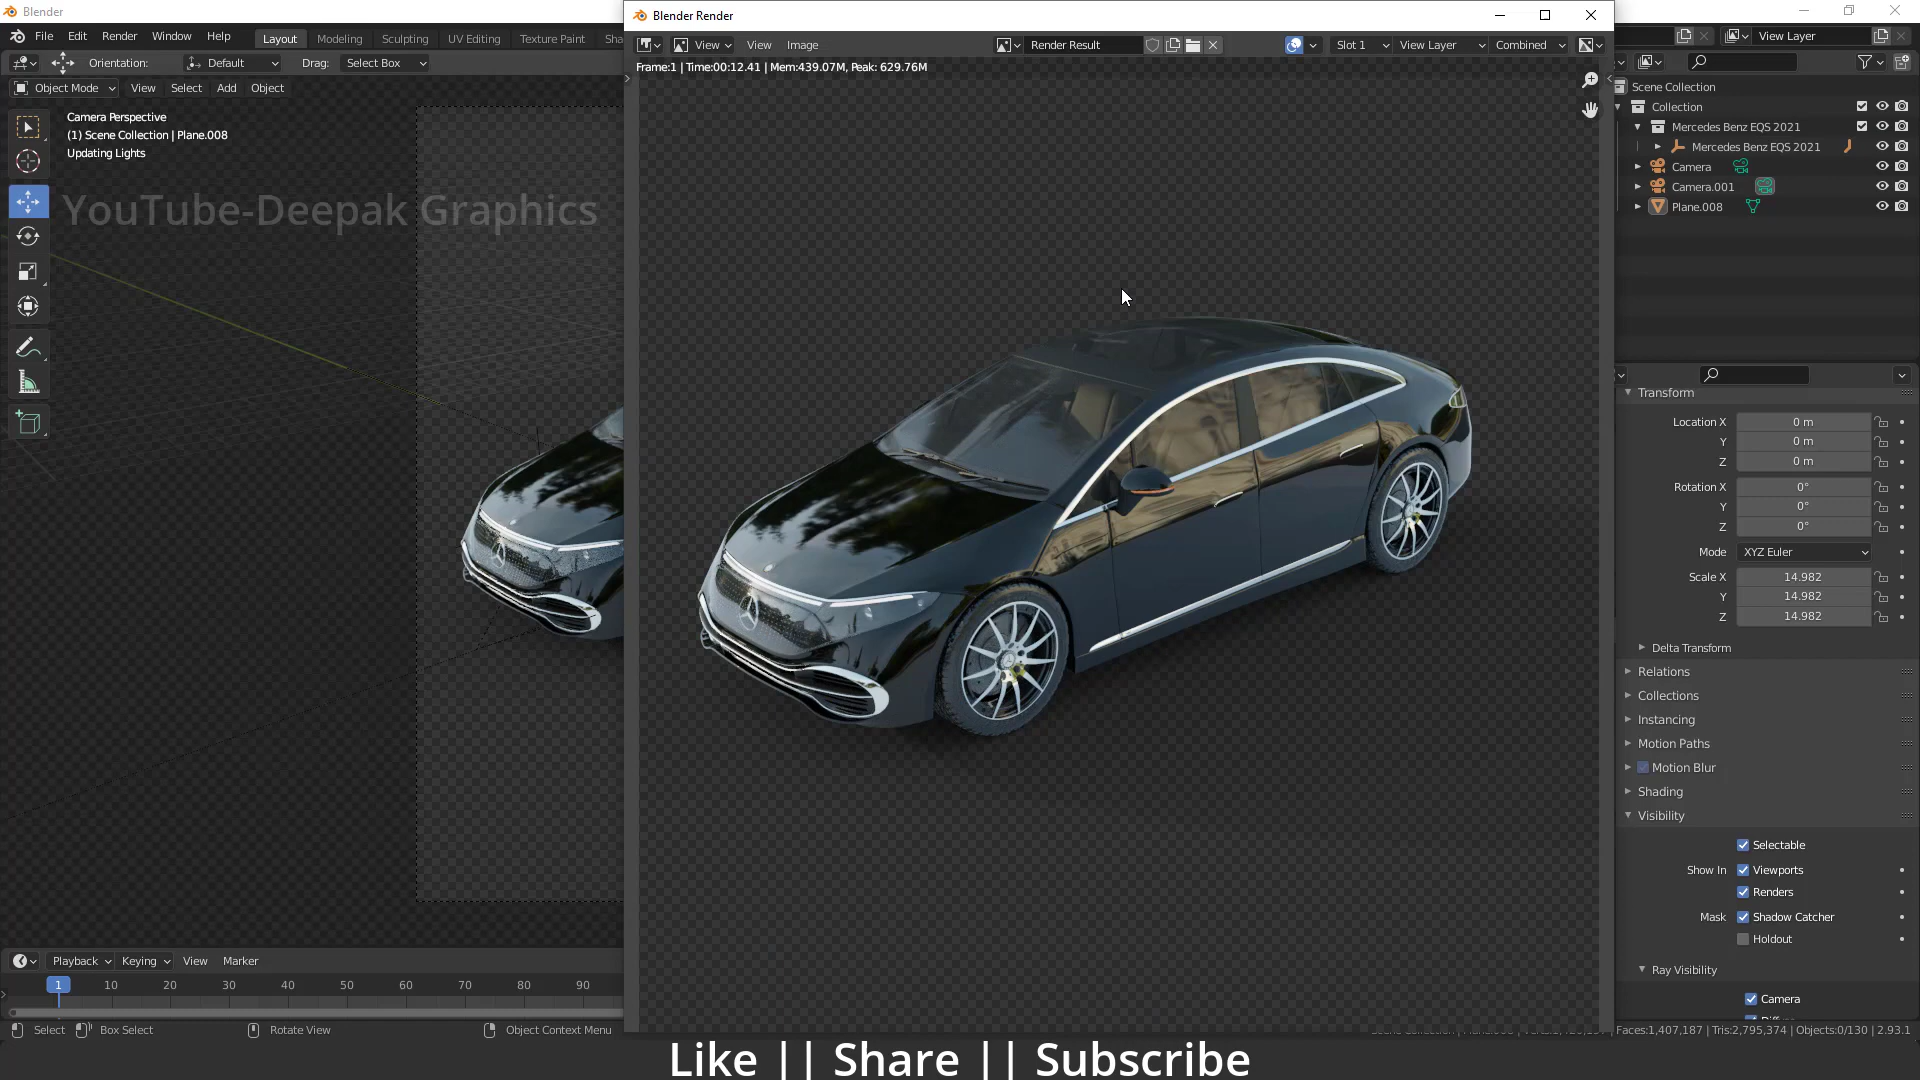 Blender
File Edit Render Window Help
Layout Modeling Sculpting UV Editing Texture Paint Sha
Orientation: Default Drag: Select Box
Object Mode View Select Add Object
Camera Perspective
(1) Scene Collection | Plane.008
Updating Lights
YouTube-Deepak Graphics
Blender Render
View View Image Render Result Slot 1 View Layer Combined
Frame:1 | Time:00:12.41 | Mem:439.07M, Peak: 629.76M
View Layer
Scene Collection
Collection
Mercedes Benz EQS 2021
Mercedes Benz EQS 2021
Camera
Camera.001
Plane.008
Transform
Location X 0 m
Y 0 m
Z 0 m
Rotation X 0°
Y 0°
Z 0°
Mode XYZ Euler
Scale X 14.982
Y 14.982
Z 14.982
Delta Transform
Relations
Collections
Instancing
Motion Paths
Motion Blur
Shading
Visibility
Selectable
Show In Viewports
Renders
Mask Shadow Catcher
Holdout
Ray Visibility
Camera
Playback Keying View Marker
1 10 20 30 40 50 60 70 80 90
Select Box Select Rotate View Object Context Menu
Faces:1,407,187 | Tris:2,795,374 | Objects:0/130 | 2.93.1
Like || Share || Subscribe